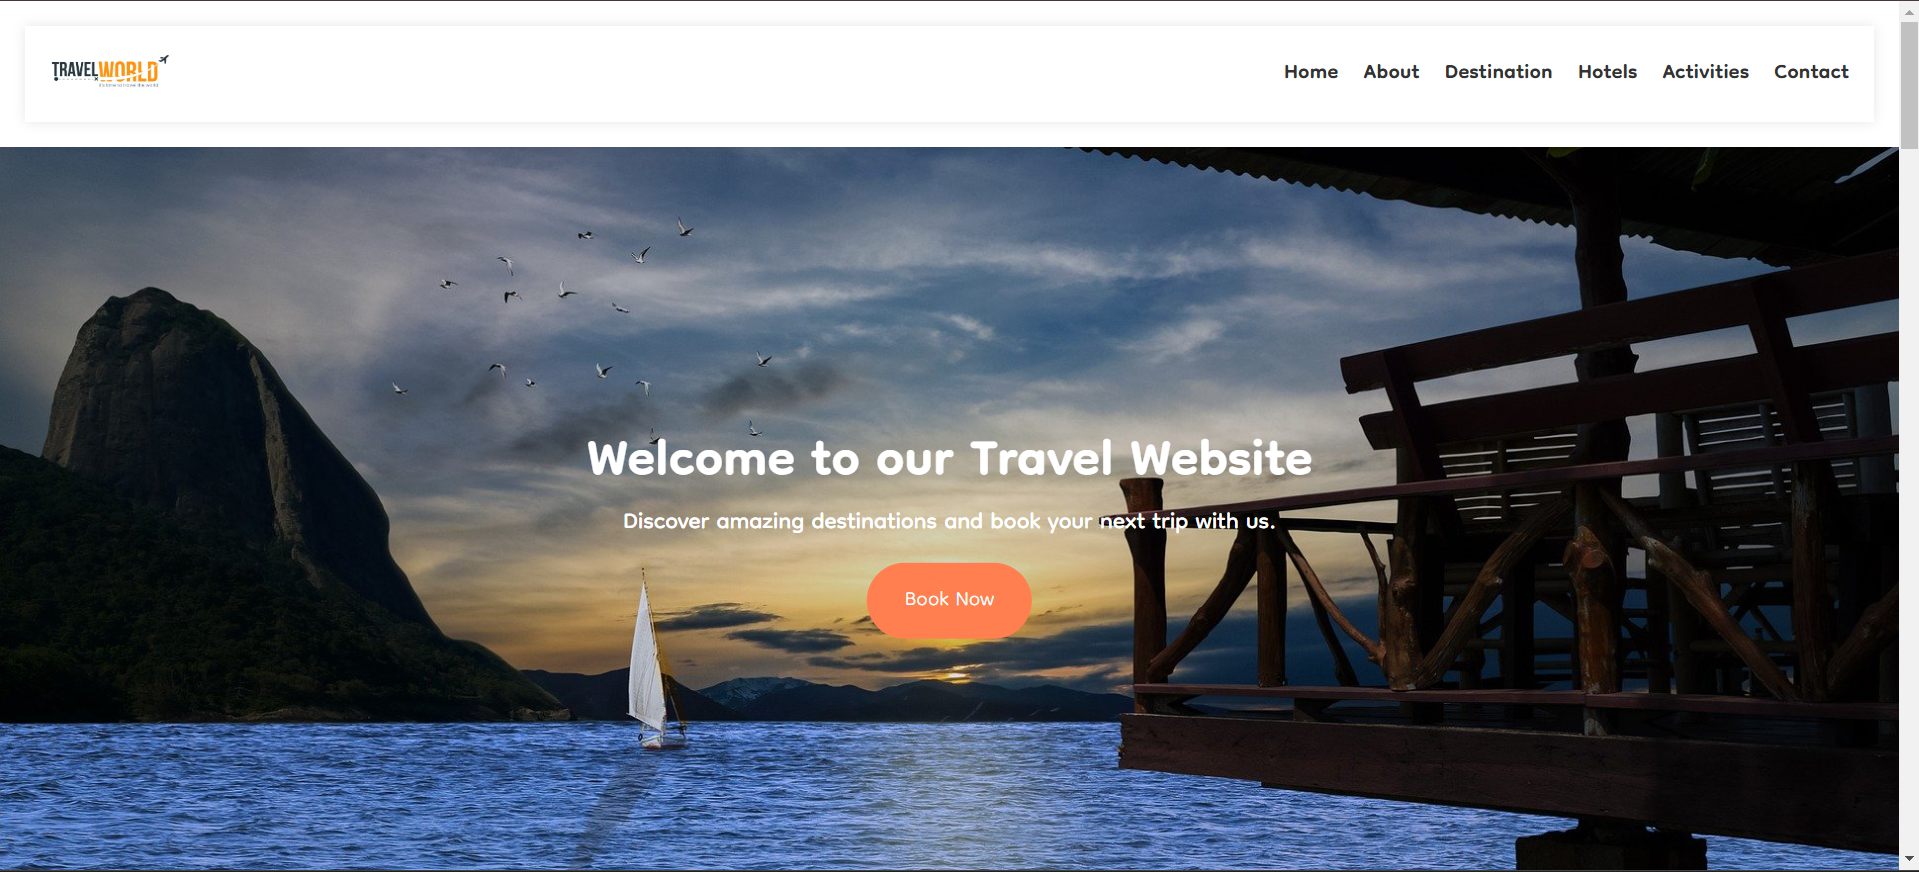 TRAVELWORLD
Home About Destination Hotels Activities Contact
Welcome to our Travel Website
Discover amazing destinations and book your next trip with us.
Book Now